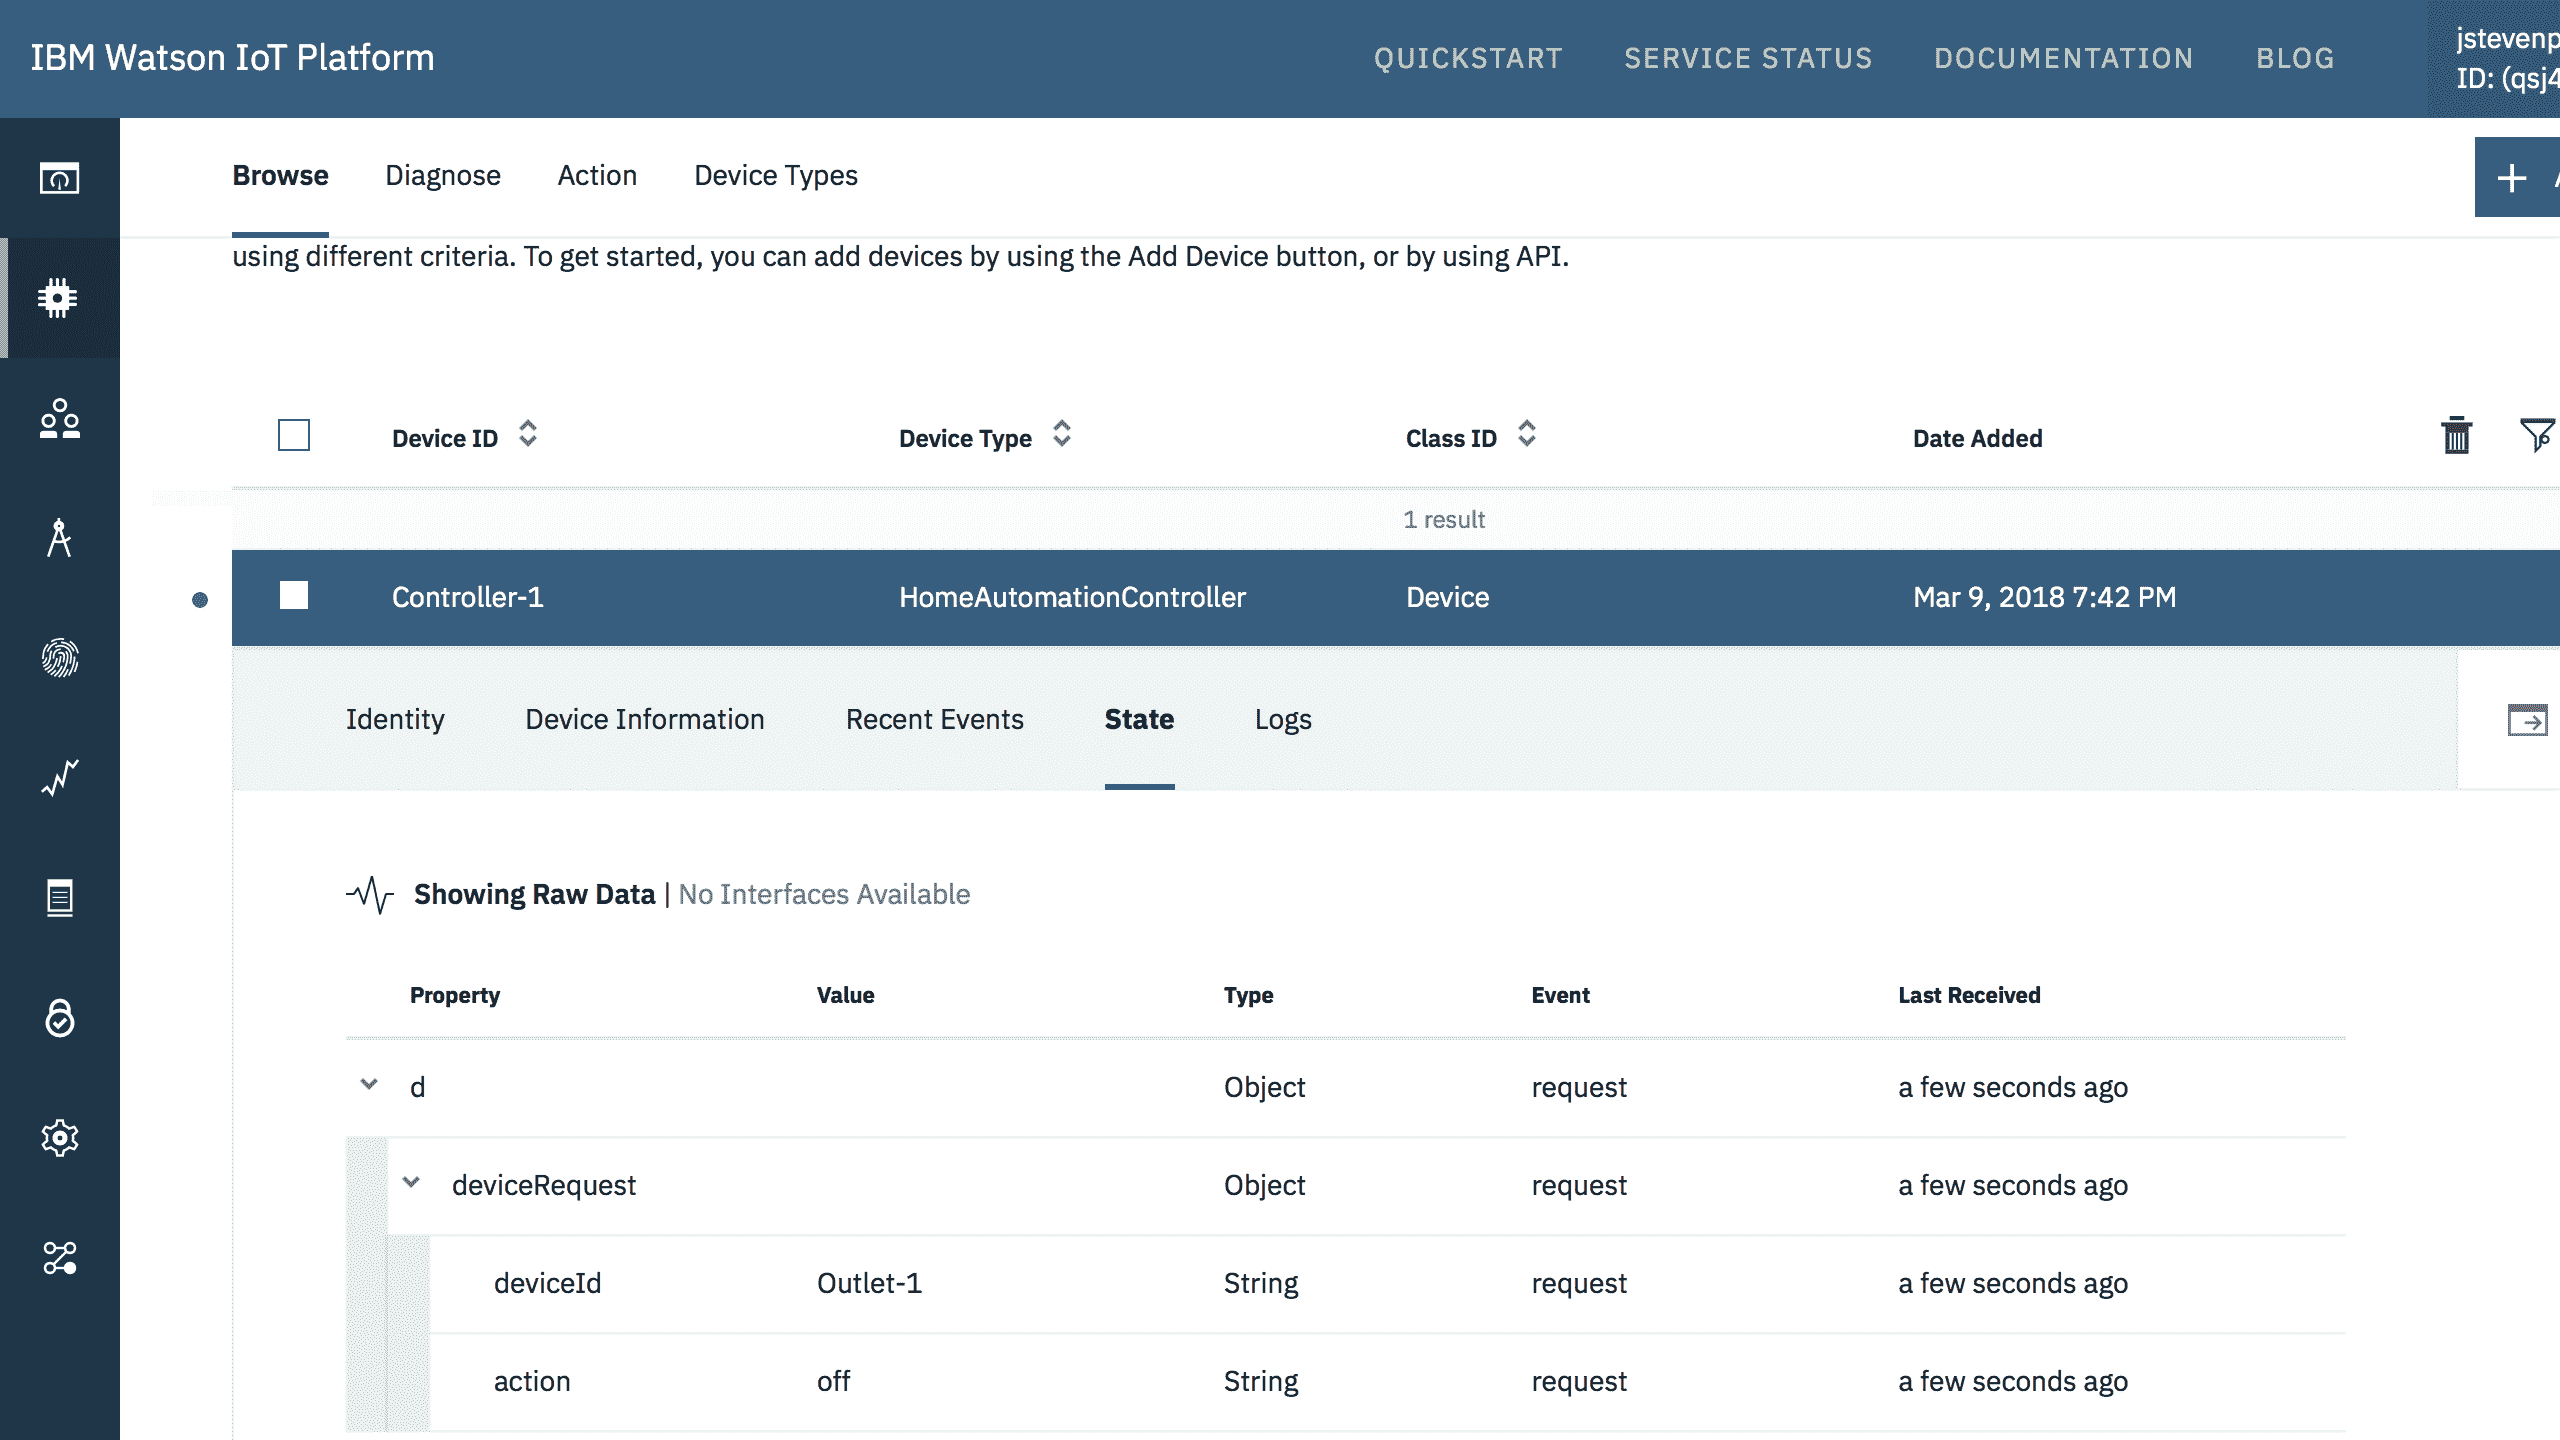 IBM Watson IoT Platform
QUICKSTART SERVICE STATUS DOCUMENTATION BLOG
jstevenp
ID: (qsj4
Browse Diagnose Action Device Types
using different criteria. To get started, you can add devices by using the Add Device button, or by using API.
Device ID Device Type Class ID Date Added
1 result
Controller-1 HomeAutomationController Device Mar 9, 2018 7:42 PM
Identity Device Information Recent Events State Logs
Showing Raw Data | No Interfaces Available
Property Value Type Event Last Received
d Object request a few seconds ago
deviceRequest Object request a few seconds ago
deviceId Outlet-1 String request a few seconds ago
action off String request a few seconds ago